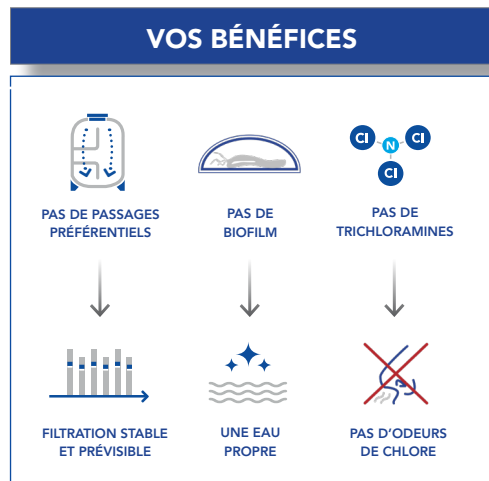 VOS BÉNÉFICES
Cl
N
Cl
Cl
PAS DE PASSAGES
PRÉFÉRENTIELS
PAS DE
BIOFILM
PAS DE
TRICHLORAMINES
FILTRATION STABLE
ET PRÉVISIBLE
UNE EAU
PROPRE
PAS D'ODEURS
DE CHLORE